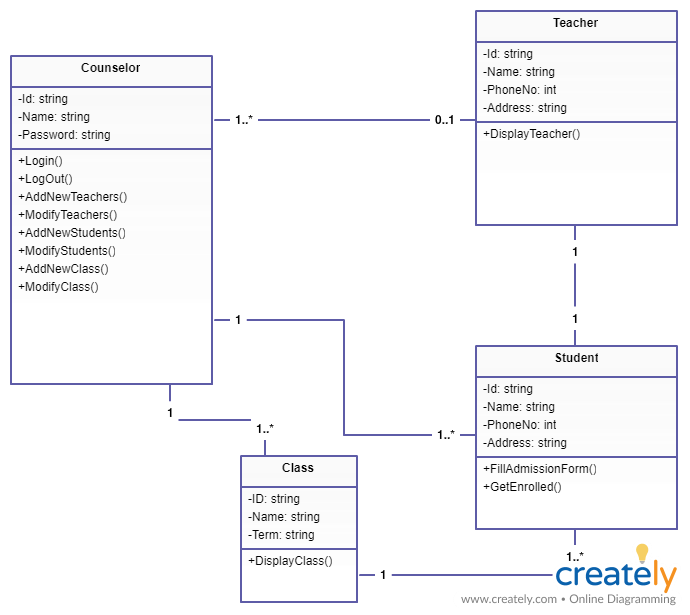 Counselor
-Id: string
-Name: string
-Password: string
+Login()
+LogOut()
+AddNewTeachers()
+ModifyTeachers()
+AddNewStudents()
+ModifyStudents()
+AddNewClass()
+ModifyClass()
1..*
0..1
Teacher
-Id: string
-Name: string
-PhoneNo: int
-Address: string
+DisplayTeacher()
1
1
1
1..*
Student
-Id: string
-Name: string
-PhoneNo: int
-Address: string
+FillAdmissionForm()
+GetEnrolled()
1
1..*
Class
-ID: string
-Name: string
-Term: string
+DisplayClass()
1
1..*
creately
www.creately.com • Online Diagramming